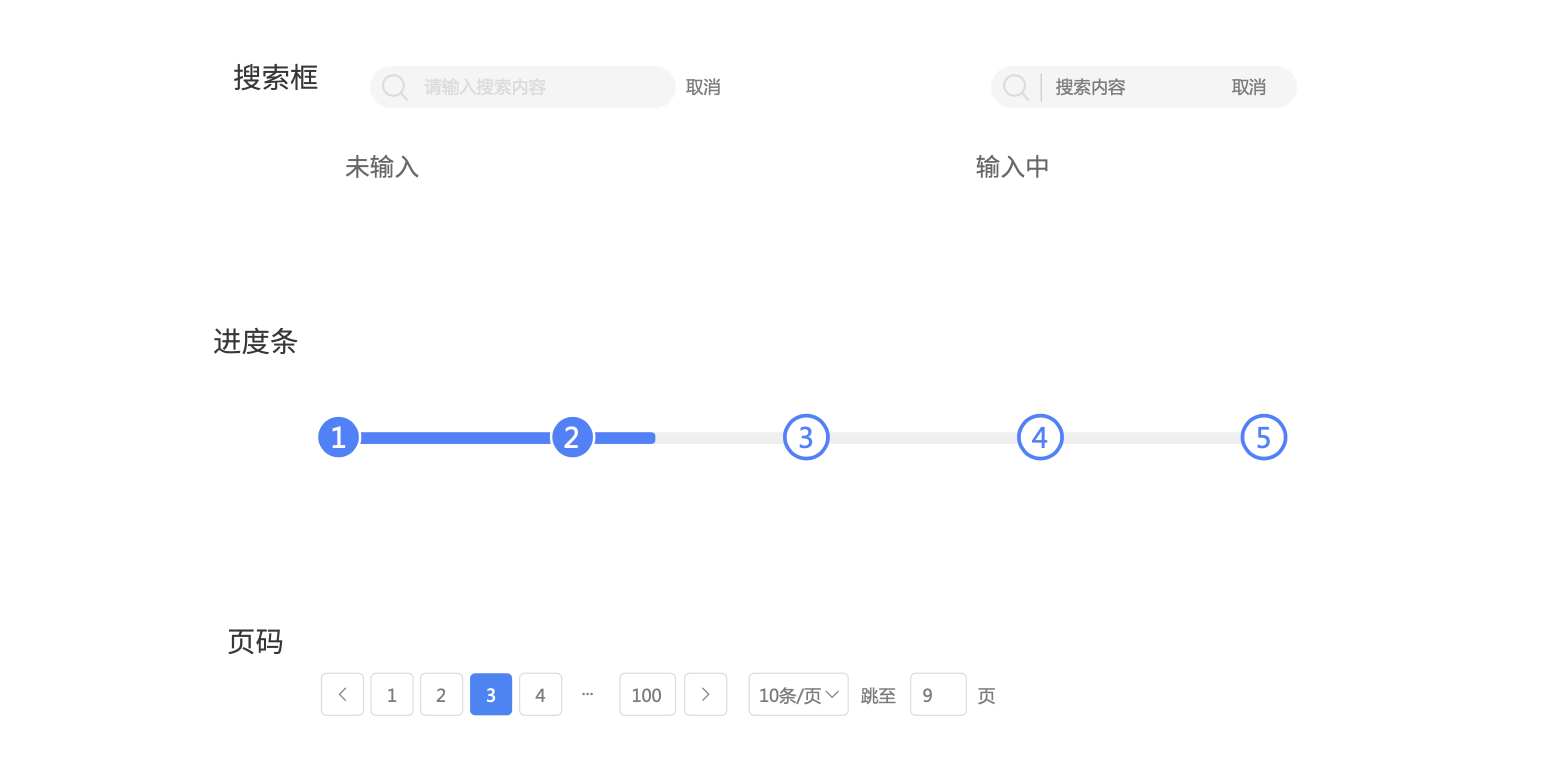 搜索框 请输入搜索内容 取消 搜索内容 取消
未输入 输入中
进度条
1 2 3 4 5
页码
1 2 3 4 ··· 100 10条/页 跳至 9 页